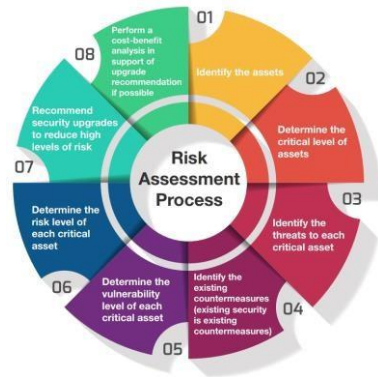 01
Identify the assets
02
Determine the
critical level of
assets
03
Identify the
threats to each
critical asset
04
Identify the
existing
countermeasures
(existing security
is existing
countermeasures)
05
Determine the
vulnerability
level of each
critical asset
06
Determine the
risk level of
each critical
asset
07
Recommend
security upgrades
to reduce high
levels of risk
08
Perform a
cost-benefit
analysis in
support of
upgrade
recommendation
if possible
Risk
Assessment
Process